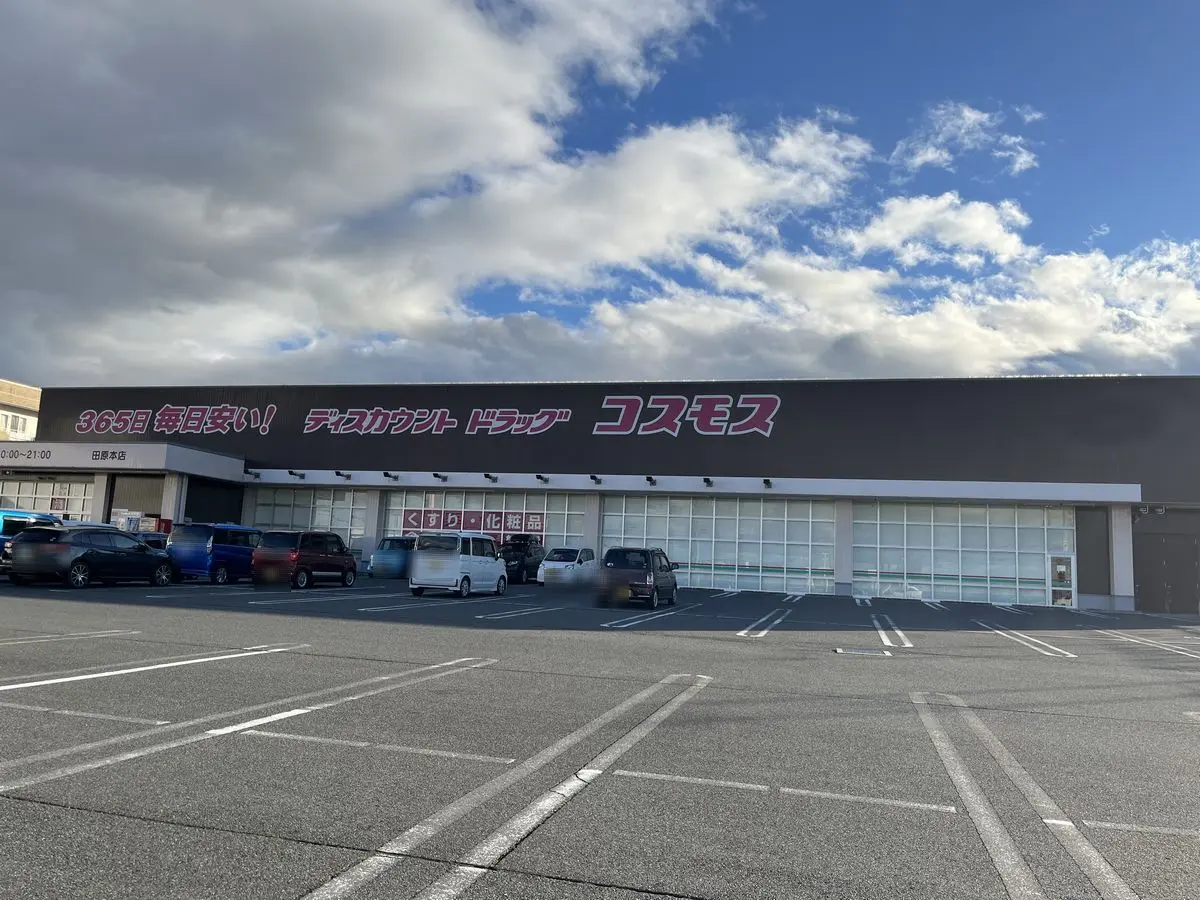 365日 毎日安い! ディスカウント ドラッグ コスモス
0:00～21:00 田原本店
くすり・化粧品